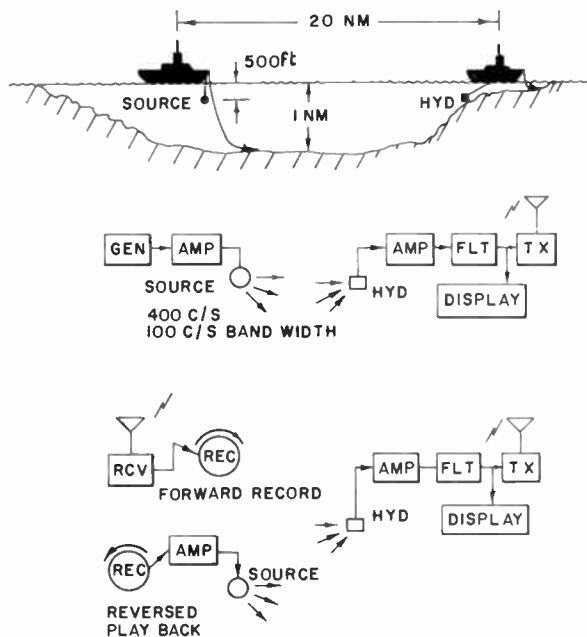 20 NM
500ft
SOURCE
1 NM
HYD
GEN
AMP
SOURCE
400 C/S
100 C/S BAND WIDTH
HYD
AMP
FLT
TX
DISPLAY
RCV
REC
FORWARD RECORD
REC
AMP
SOURCE
REVERSED
PLAY BACK
HYD
AMP
FLT
TX
DISPLAY